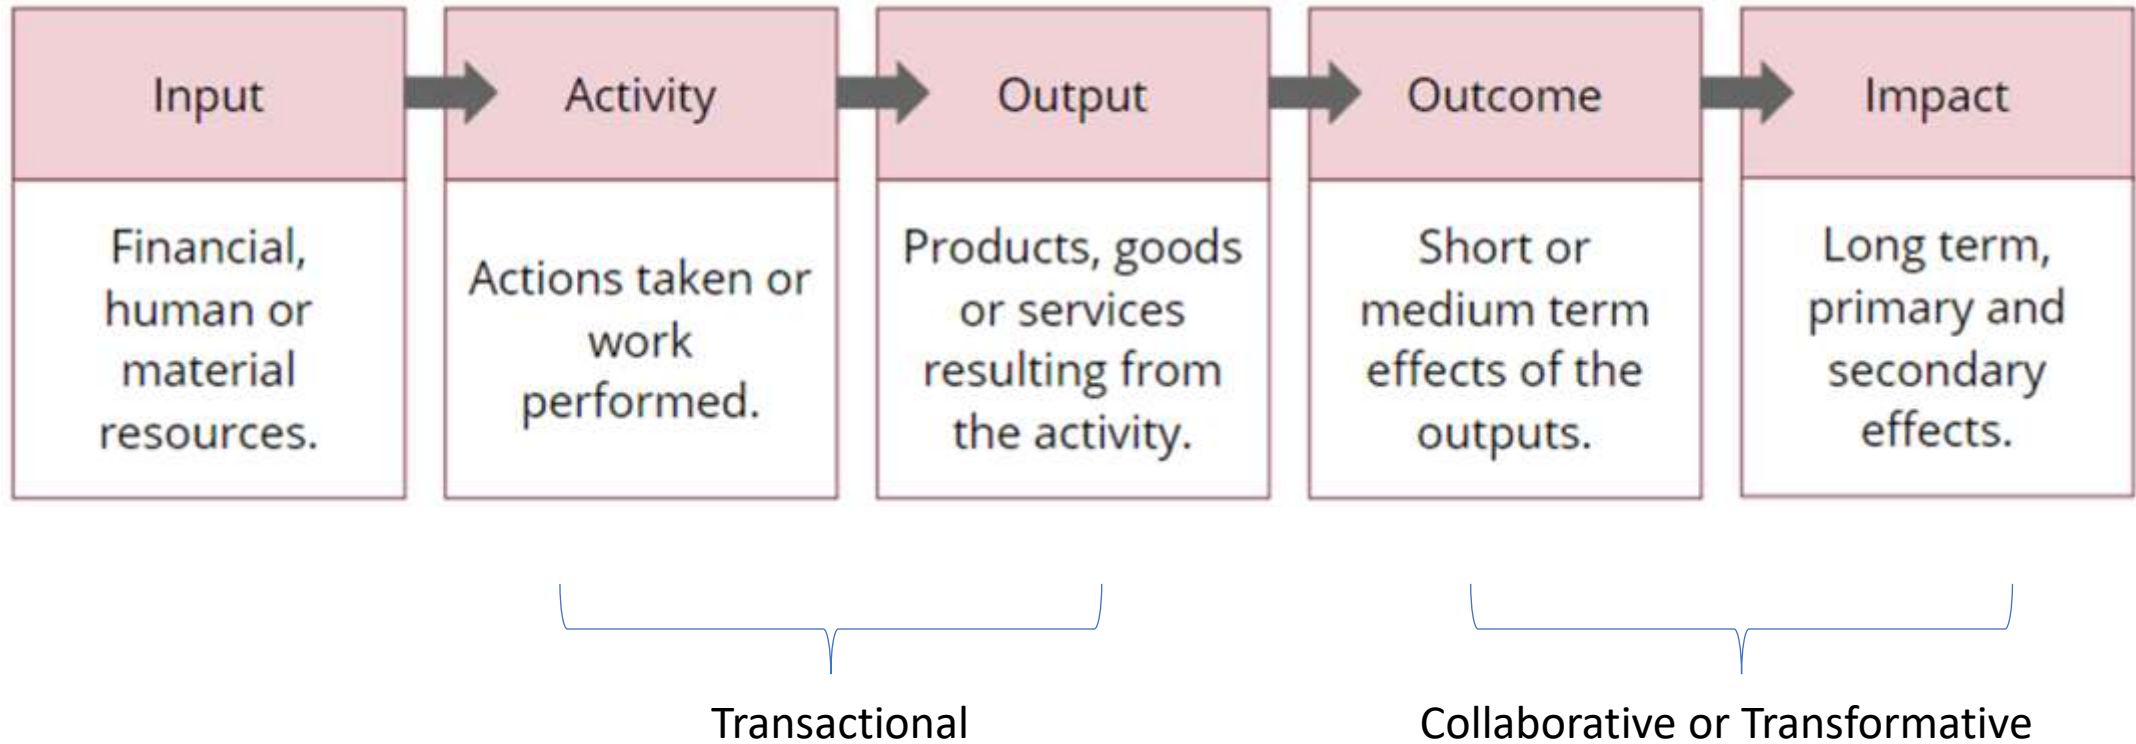 Input
Activity
Output
Outcome
Impact
Financial,
human or
material
resources.
Actions taken or
work
performed.
Products, goods
or services
resulting from
the activity.
Short or
medium term
effects of the
outputs.
Long term,
primary and
secondary
effects.
Transactional
Collaborative or Transformative